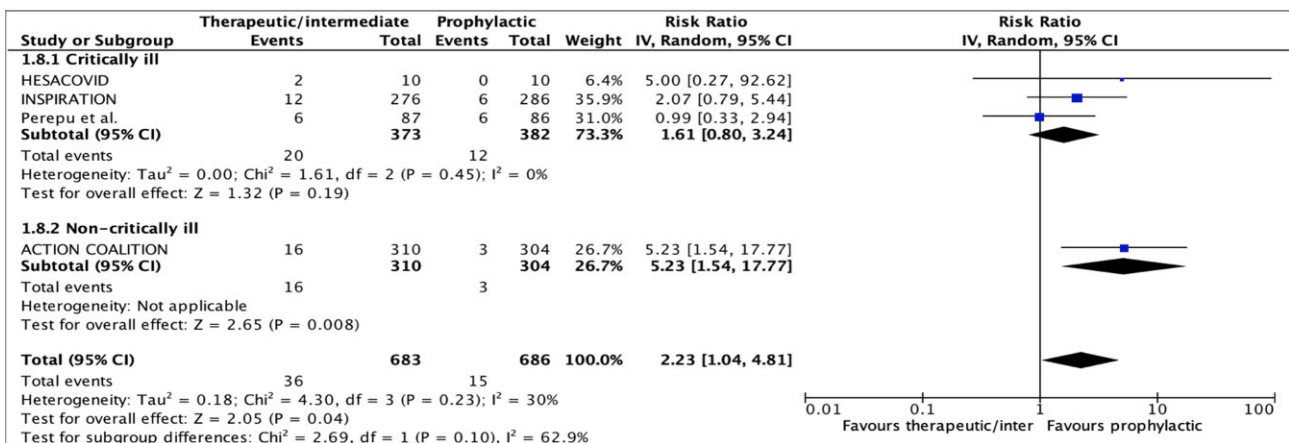 Therapeutic/intermediate Prophylactic Risk Ratio Risk Ratio
Study or Subgroup Events Total Events Total Weight IV, Random, 95% CI IV, Random, 95% CI
1.8.1 Critically ill
HESACOVID 2 10 0 10 6.4% 5.00 [0.27, 92.62]
INSPIRATION 12 276 6 286 35.9% 2.07 [0.79, 5.44]
Perepu et al. 6 87 6 86 31.0% 0.99 [0.33, 2.94]
Subtotal (95% CI) 373 382 73.3% 1.61 [0.80, 3.24]
Total events 20 12
Heterogeneity: Tau² = 0.00; Chi² = 1.61, df = 2 (P = 0.45); I² = 0%
Test for overall effect: Z = 1.32 (P = 0.19)
1.8.2 Non-critically ill
ACTION COALITION 16 310 3 304 26.7% 5.23 [1.54, 17.77]
Subtotal (95% CI) 310 304 26.7% 5.23 [1.54, 17.77]
Total events 16 3
Heterogeneity: Not applicable
Test for overall effect: Z = 2.65 (P = 0.008)
Total (95% CI) 683 686 100.0% 2.23 [1.04, 4.81]
Total events 36 15
Heterogeneity: Tau² = 0.18; Chi² = 4.30, df = 3 (P = 0.23); I² = 30%
Test for overall effect: Z = 2.05 (P = 0.04)
Test for subgroup differences: Chi² = 2.69, df = 1 (P = 0.10), I² = 62.9%
0.01 0.1 1 10 100
Favours therapeutic/inter Favours prophylactic